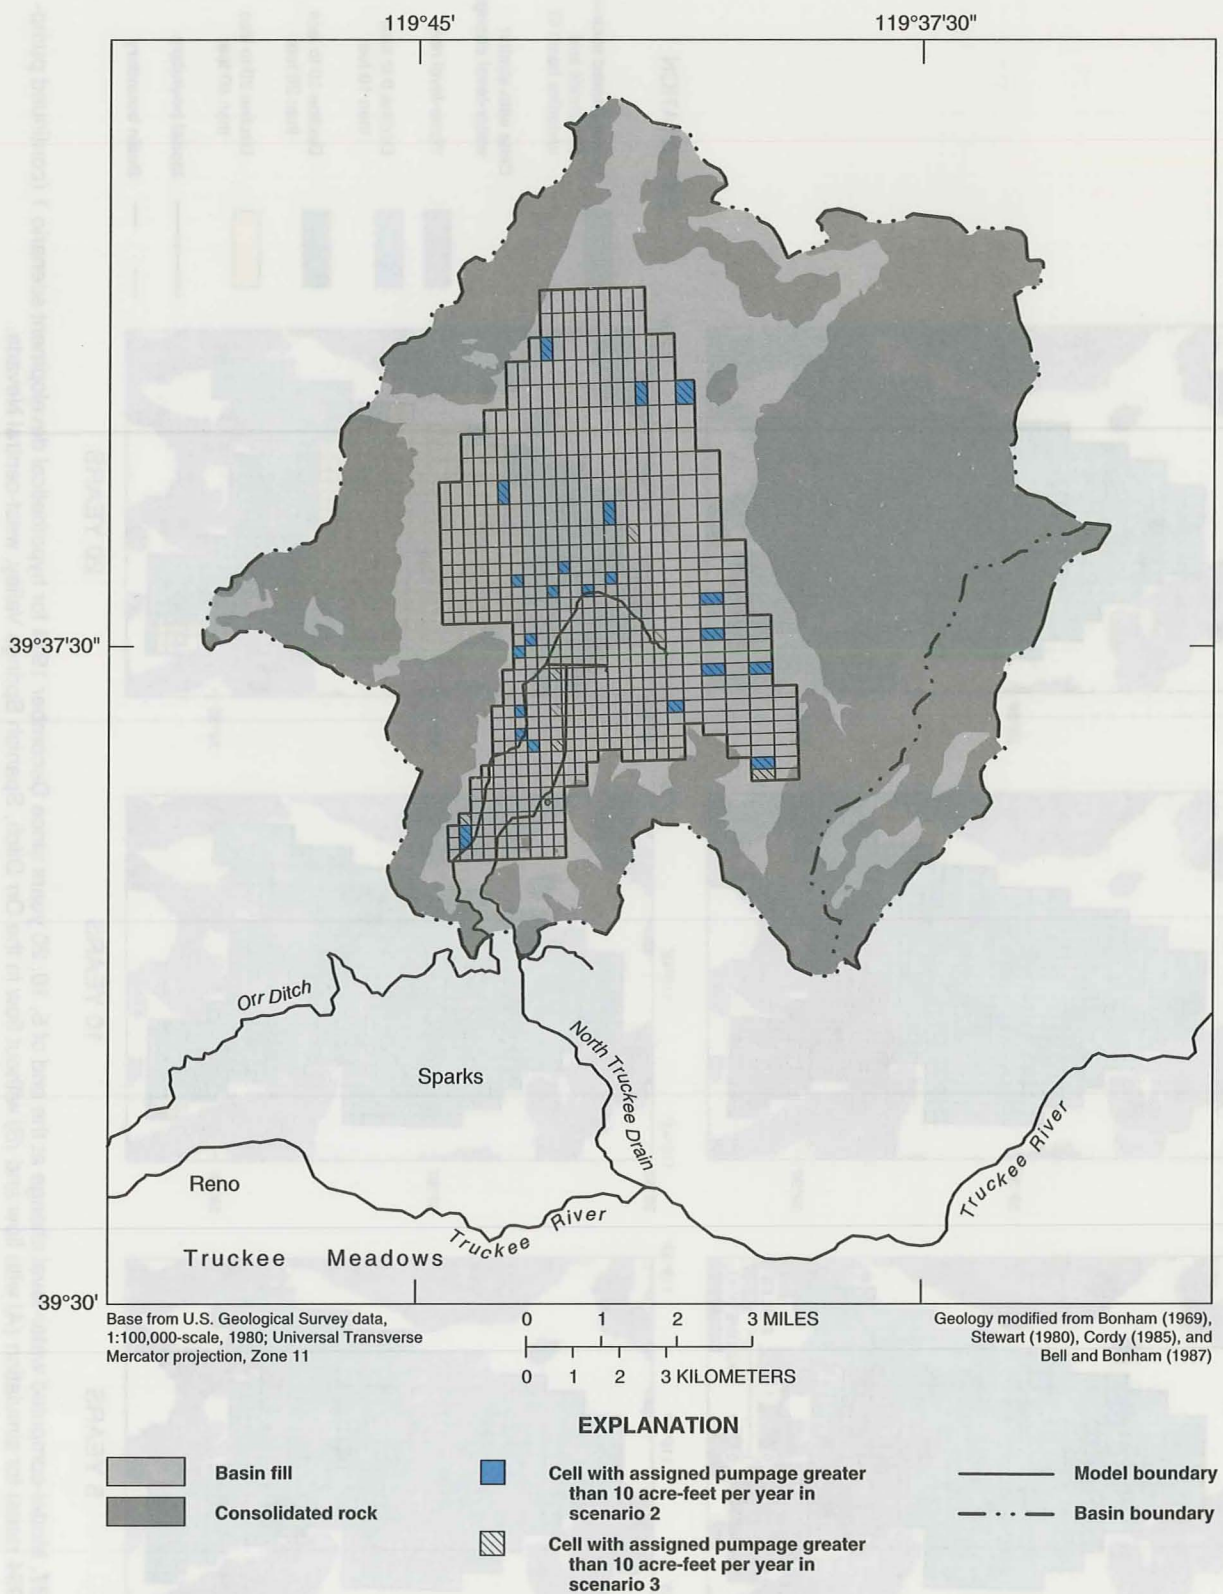 119°45'
119°37'30"
39°37'30"
Orr Ditch
North Truckee Drain
Sparks
Reno
Truckee River
Truckee River
Truckee Meadows
39°30'
Base from U.S. Geological Survey data,
1:100,000-scale, 1980; Universal Transverse
Mercator projection, Zone 11
0 1 2 3 MILES
0 1 2 3 KILOMETERS
Geology modified from Bonham (1969),
Stewart (1980), Cordy (1985), and
Bell and Bonham (1987)
EXPLANATION
Basin fill
Consolidated rock
Cell with assigned pumpage greater
than 10 acre-feet per year in
scenario 2
Cell with assigned pumpage greater
than 10 acre-feet per year in
scenario 3
Model boundary
Basin boundary